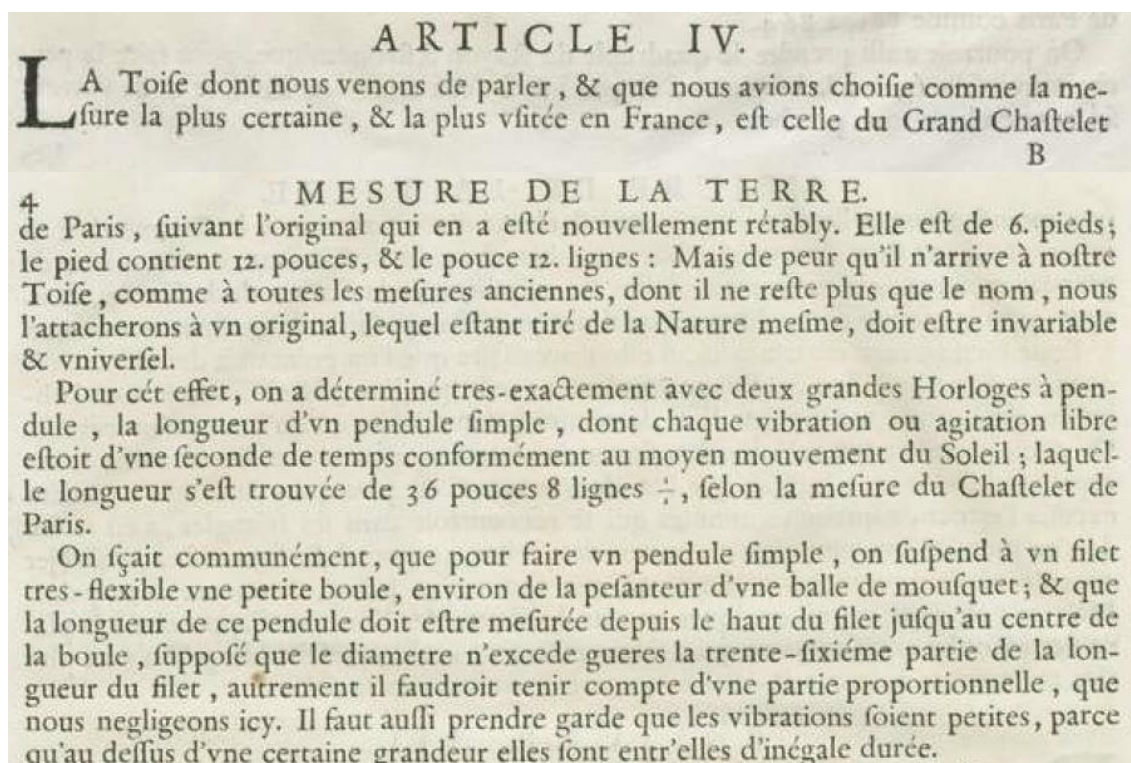 ARTICLE IV.
LA Toiſe dont nous venons de parler, & que nous avions choiſie comme la me-
ſure la plus certaine, & la plus vſitée en France, eſt celle du Grand Chaſtelet
B
4 MESURE DE LA TERRE.
de Paris, ſuivant l'original qui en a eſté nouvellement rétably. Elle eſt de 6. pieds;
le pied contient 12. pouces, & le pouce 12. lignes : Mais de peur qu'il n'arrive à noſtre
Toiſe, comme à toutes les meſures anciennes, dont il ne reſte plus que le nom, nous
l'attacherons à vn original, lequel eſtant tiré de la Nature meſme, doit eſtre invariable
& vniverſel.
Pour cét effet, on a déterminé tres-exactement avec deux grandes Horloges à pen-
dule, la longueur d'vn pendule ſimple, dont chaque vibration ou agitation libre
eſtoit d'vne ſeconde de temps conformément au moyen mouvement du Soleil; laquel-
le longueur s'eſt trouvée de 36 pouces 8 lignes, ſelon la meſure du Chaſtelet de
Paris.
On ſçait communément, que pour faire vn pendule ſimple, on ſuſpend à vn filet
tres-flexible vne petite boule, environ de la peſanteur d'vne balle de mouſquet; & que
la longueur de ce pendule doit eſtre meſurée depuis le haut du filet juſqu'au centre de
la boule, ſuppoſé que le diametre n'excede gueres la trente-ſixiéme partie de la lon-
gueur du filet, autrement il faudroit tenir compte d'vne partie proportionnelle, que
nous negligeons icy. Il faut auſſi prendre garde que les vibrations ſoient petites, parce
qu'au deſſus d'vne certaine grandeur elles ſont entr'elles d'inégale durée.